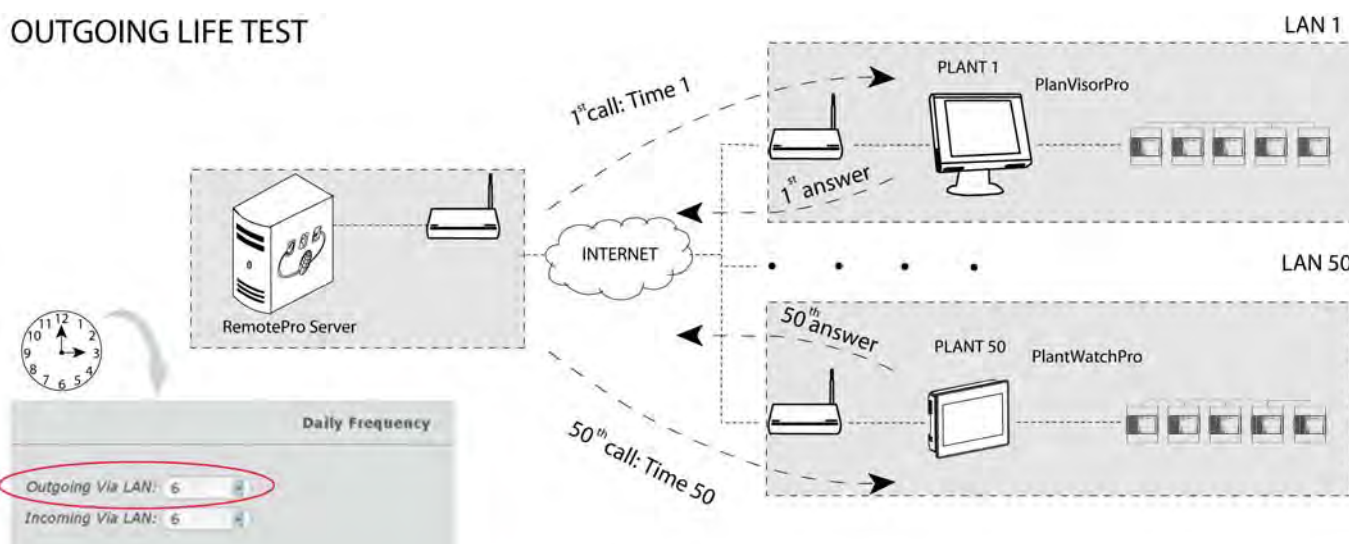 OUTGOING LIFE TEST
LAN 1
1st call: Time 1
PLANT 1
PlanVisorPro
1st answer
INTERNET
RemotePro Server
LAN 50
50th answer
PLANT 50
PlantWatchPro
50th call: Time 50
12
1
2
3
4
5
6
7
8
9
10
11
Daily Frequency
Outgoing Via LAN: 6
Incoming Via LAN: 6